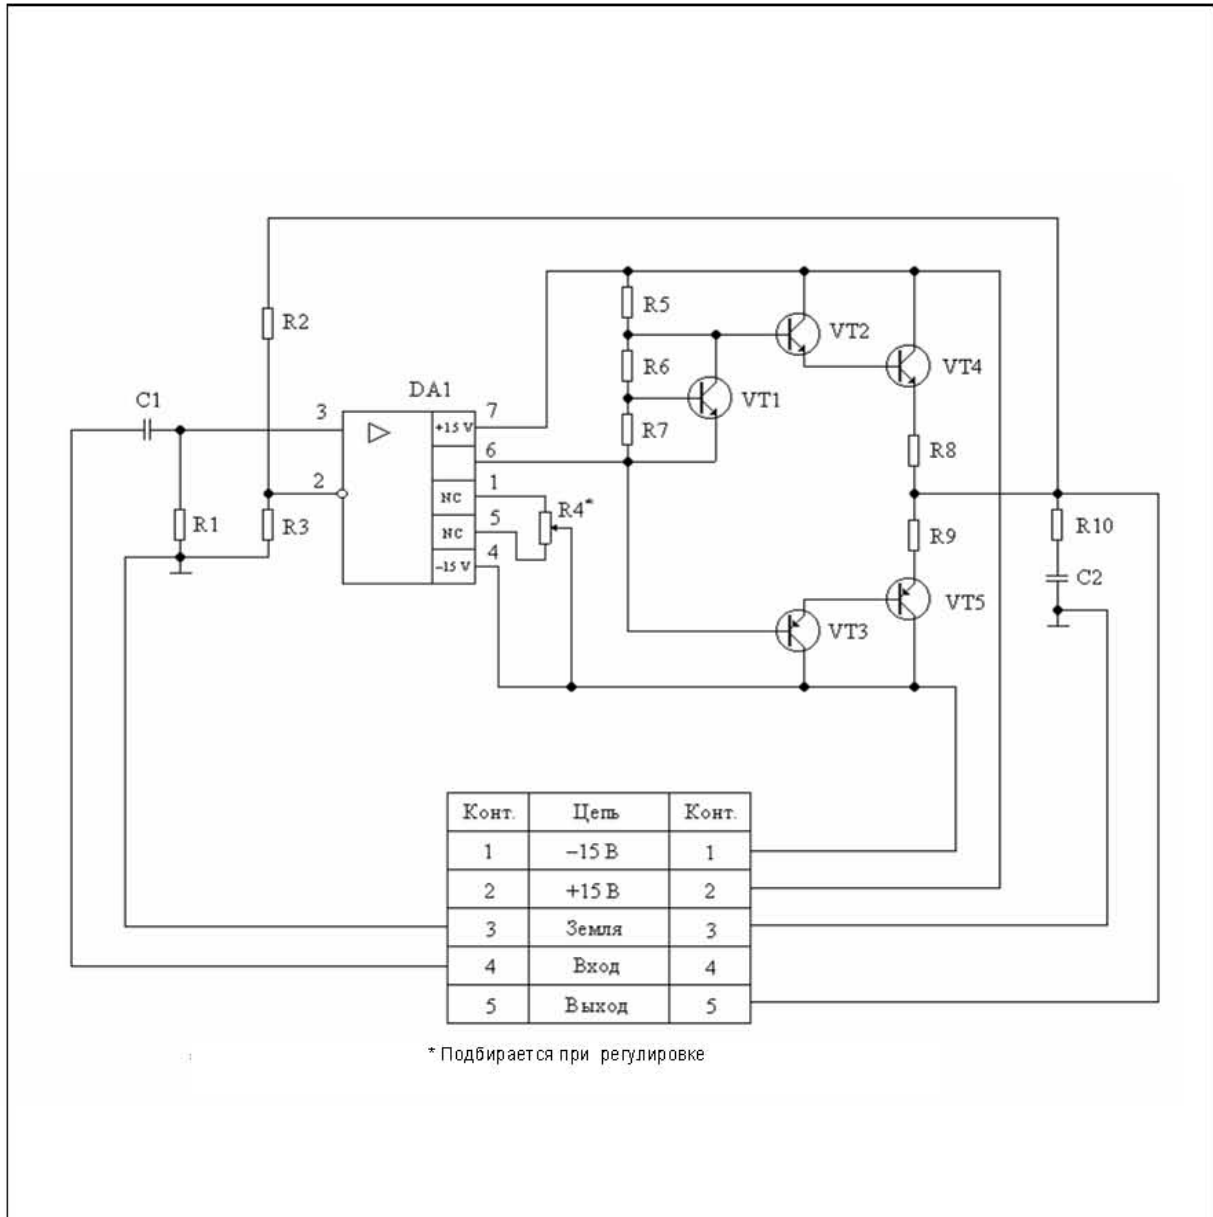 R2
R5
VT2
R6
VT4
DA1
C1
VT1
3
7
+15 V
R7
6
R8
2
1
NC
R4*
R1
R3
5
NC
R9
R10
4
–15 V
C2
VT5
VT3
Конт. Цепь Конт.
1 –15 В 1
2 +15 В 2
3 Земля 3
4 Вход 4
5 Выход 5
* Подбирается при регулировке